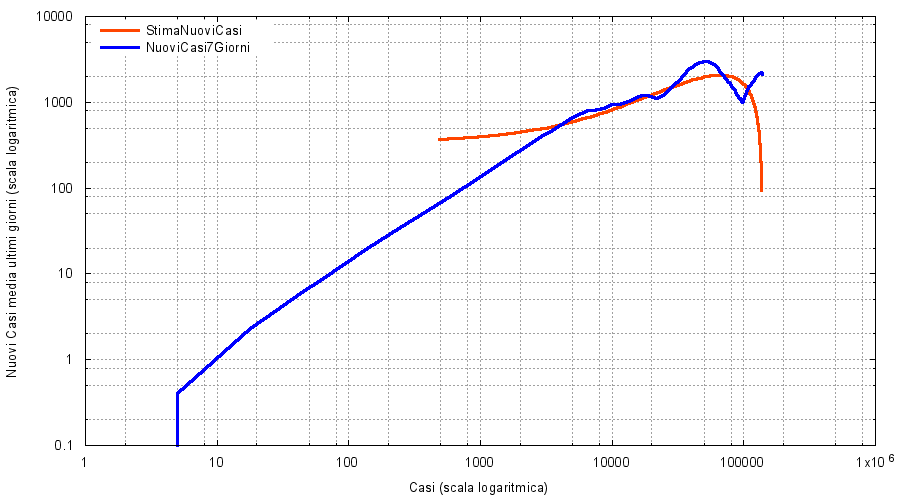 10000
1000
100
10
1
0.1
StimaNuoviCasi
NuoviCasi7Giorni
Nuovi Casi media ultimi giorni (scala logaritmica)
1 10 100 1000 10000 100000 1x10 6
Casi (scala logaritmica)